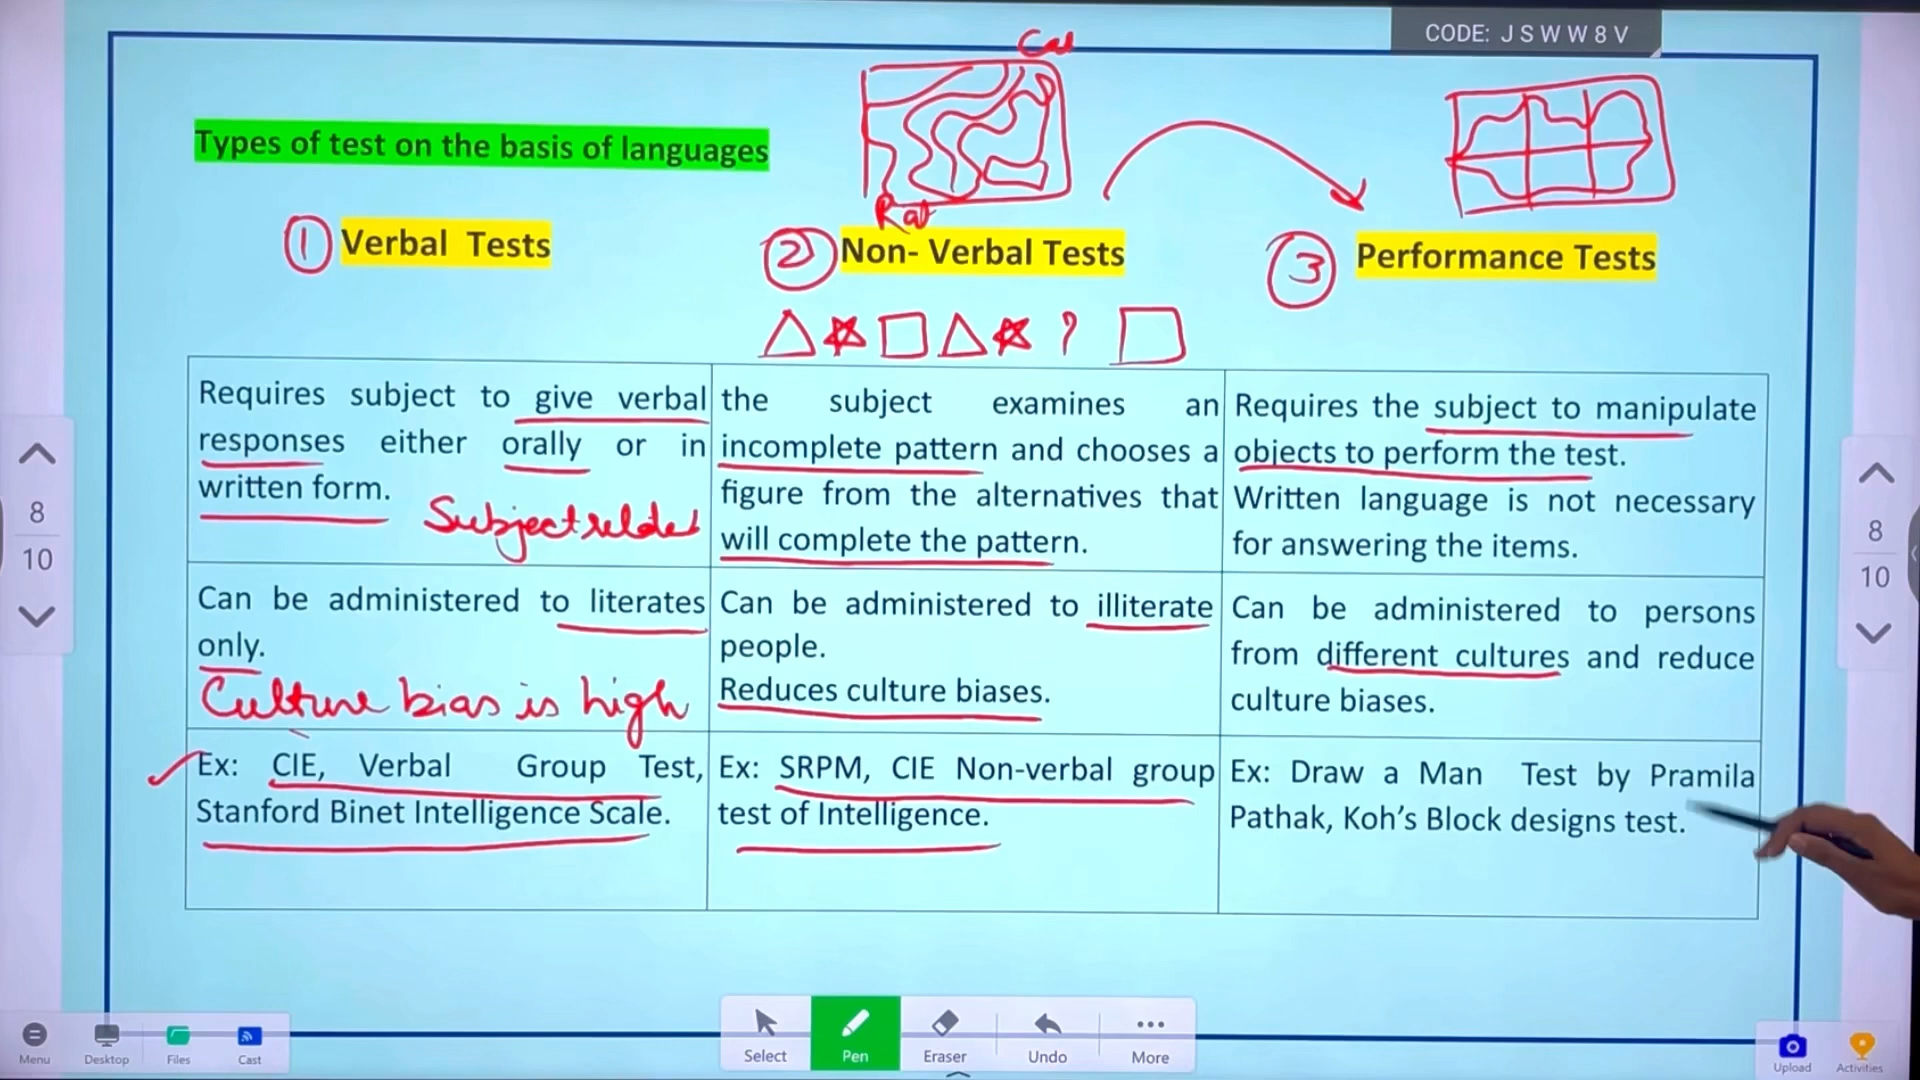 CODE: J S W W 8 V
Types of test on the basis of languages
Rat
1 Verbal Tests
2 Non- Verbal Tests
3 Performance Tests
?
Requires subject to give verbal
responses either orally or in
written form.
Subject related
the subject examines an
incomplete pattern and chooses a
figure from the alternatives that
will complete the pattern.
Requires the subject to manipulate
objects to perform the test.
Written language is not necessary
for answering the items.
Can be administered to literates
only.
Culture bias is high
Can be administered to illiterate
people.
Reduces culture biases.
Can be administered to persons
from different cultures and reduce
culture biases.
Ex: CIE, Verbal Group Test,
Stanford Binet Intelligence Scale.
Ex: SRPM, CIE Non-verbal group
test of Intelligence.
Ex: Draw a Man Test by Pramila
Pathak, Koh's Block designs test.
8
10
8
10
Menu
Desktop
Files
Cast
Select
Pen
Eraser
Undo
More
Upload
Activities